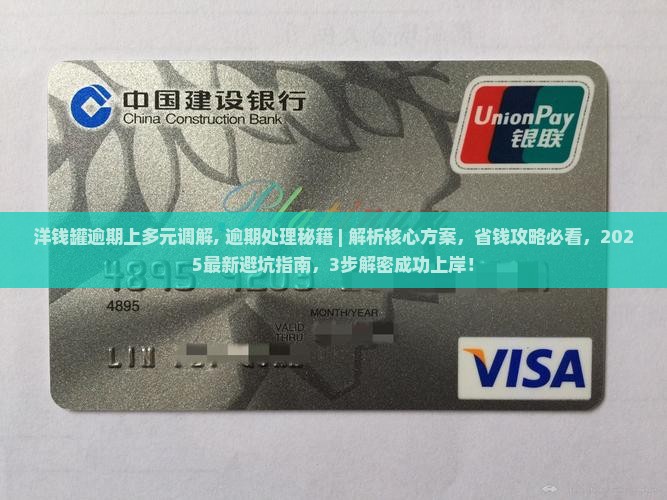 中国建设银行
China Construction Bank
UnionPay
银联
Platinum
洋钱罐逾期上多元调解, 逾期处理秘籍 | 解析核心方案，省钱攻略必看，202
5最新避坑指南，3步解密成功上岸！
4895
MONTH/YEAR
VALID
THRU
LIN
VISA